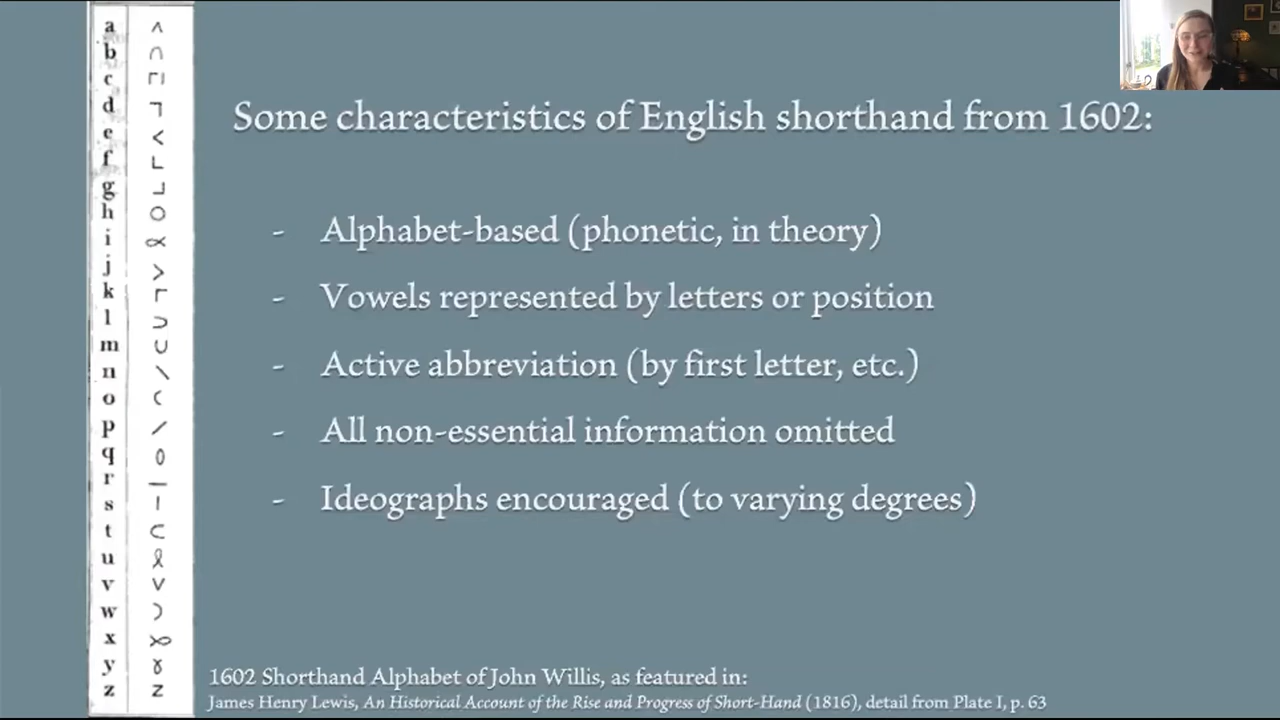 a ʌ
b ∩
c ⊓|
d ┐
e <
f ∟
g ┘
h ○
i ∝
j >
k ┌
l ⊃
m ∪
n \
o (
p /
q 0
r —
s |
t ⊂
u
v V
w )
x
y ɤ
z Z
Some characteristics of English shorthand from 1602:
- Alphabet-based (phonetic, in theory)
- Vowels represented by letters or position
- Active abbreviation (by first letter, etc.)
- All non-essential information omitted
- Ideographs encouraged (to varying degrees)
1602 Shorthand Alphabet of John Willis, as featured in:
James Henry Lewis, An Historical Account of the Rise and Progress of Short-Hand (1816), detail from Plate I, p. 63